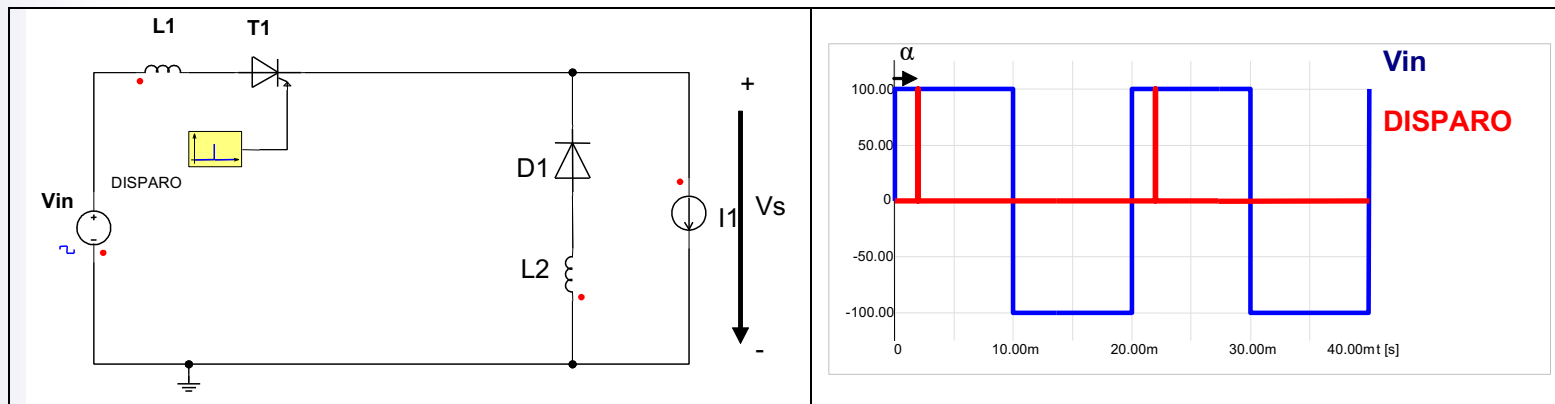 L1 T1
DISPARO
Vin
+
-
D1
L2
I1
+
Vs
-
α
Vin
DISPARO
100.00
50.00
0
-50.00
-100.00
0 10.00m 20.00m 30.00m 40.00m t [s]